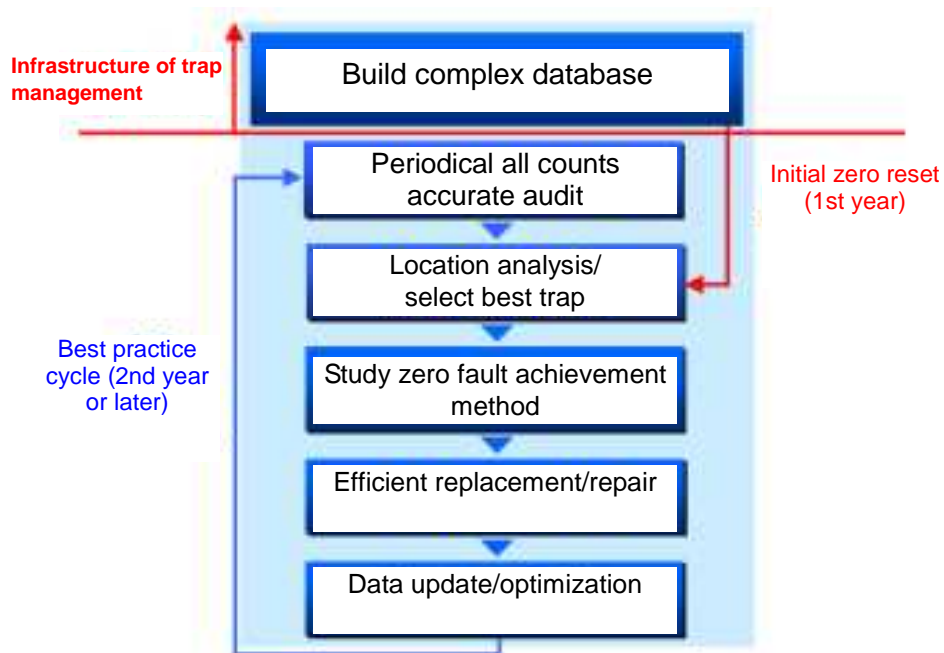 Infrastructure of trap
management
Build complex database
Periodical all counts
accurate audit
Initial zero reset
(1st year)
Location analysis/
select best trap
Best practice
cycle (2nd year
or later)
Study zero fault achievement
method
Efficient replacement/repair
Data update/optimization